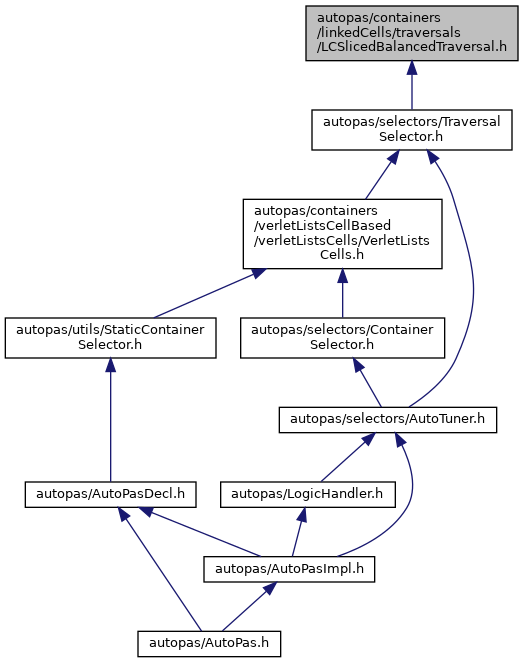 autopas/containers
/linkedCells/traversals
/LCSlicedBalancedTraversal.h
autopas/selectors/Traversal
Selector.h
autopas/containers
/verletListsCellBased
/verletListsCells/VerletLists
Cells.h
autopas/utils/StaticContainer
Selector.h
autopas/selectors/Container
Selector.h
autopas/selectors/AutoTuner.h
autopas/AutoPasDecl.h
autopas/LogicHandler.h
autopas/AutoPasImpl.h
autopas/AutoPas.h